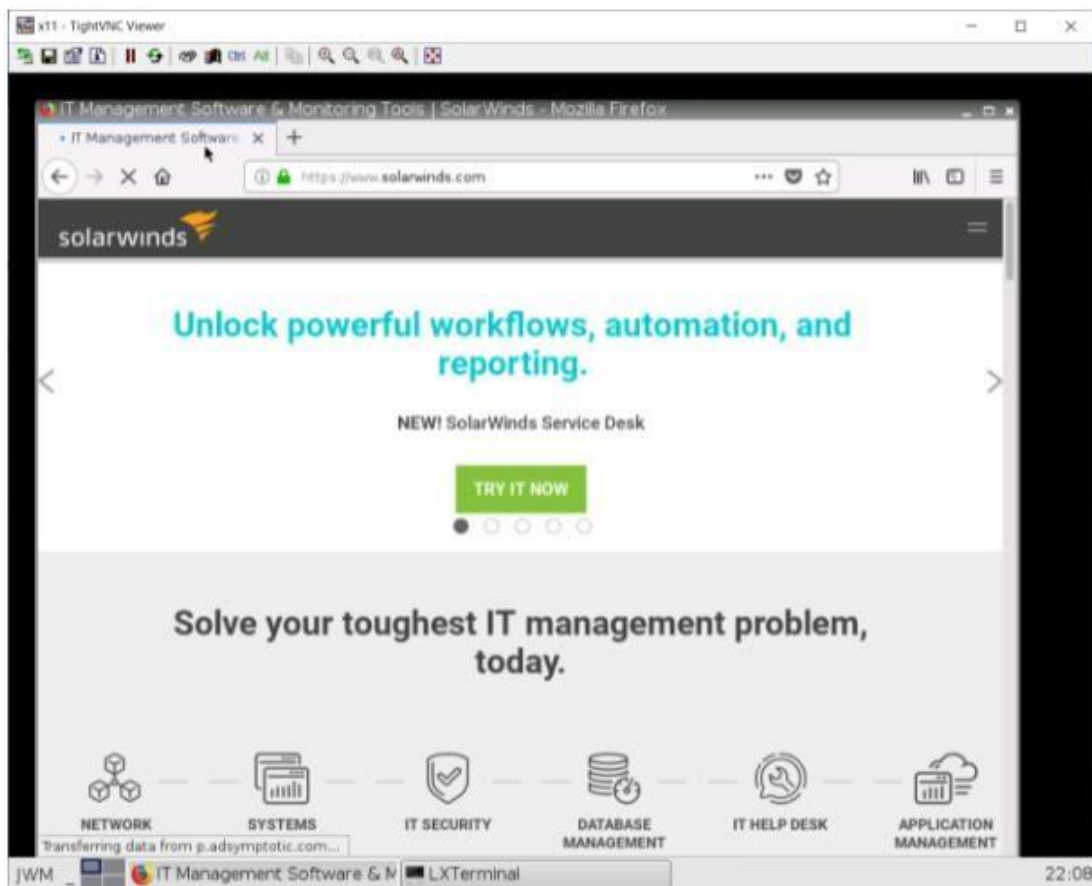 x11 - TightVNC Viewer
Ctrl Alt
IT Management Software & Monitoring Tools | SolarWinds - Mozilla Firefox
IT Management Software
https://www.solarwinds.com
solarwinds
Unlock powerful workflows, automation, and
reporting.
NEW! SolarWinds Service Desk
TRY IT NOW
Solve your toughest IT management problem,
today.
NETWORK
SYSTEMS
IT SECURITY
DATABASE
MANAGEMENT
IT HELP DESK
APPLICATION
MANAGEMENT
Transferring data from p.adsymptotic.com...
JWM
IT Management Software & M
LXTerminal
22:08